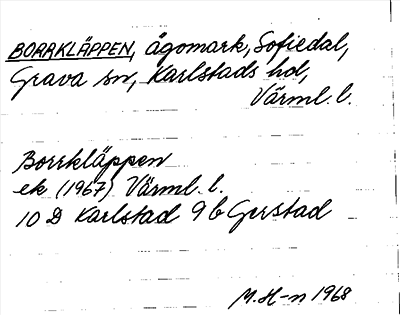 BORRKLÄPPEN, ägomark, Sofiedal,
Grava sn, Karlstads hd,
Värml. l.
Borrkläppen
ek (1967) Värml. l.
10 D Karlstad 9 b Gerstad
M. H-n 1968